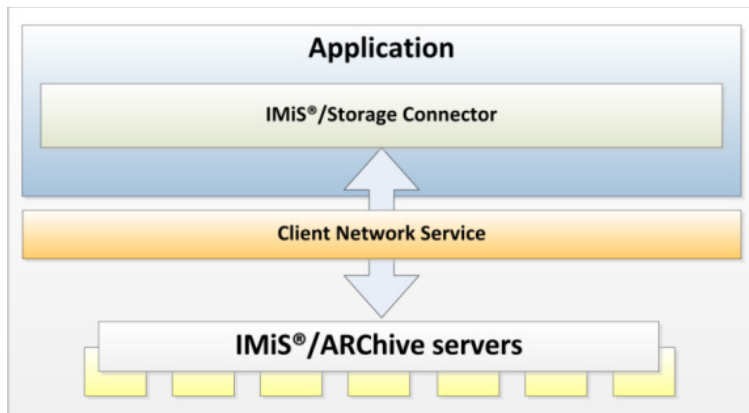 Application
IMiS®/Storage Connector
Client Network Service
IMiS®/ARChive servers